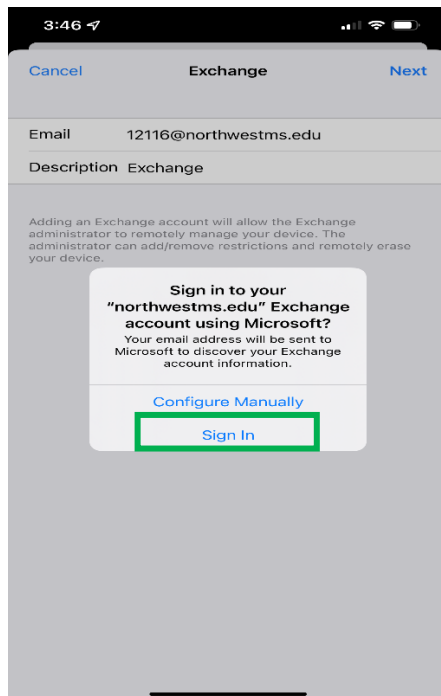 3:46
Cancel Exchange Next
Email 12116@northwestms.edu
Description Exchange
Adding an Exchange account will allow the Exchange
administrator to remotely manage your device. The
administrator can add/remove restrictions and remotely erase
your device.
Sign in to your
“northwestms.edu” Exchange
account using Microsoft?
Your email address will be sent to
Microsoft to discover your Exchange
account information.
Configure Manually
Sign In